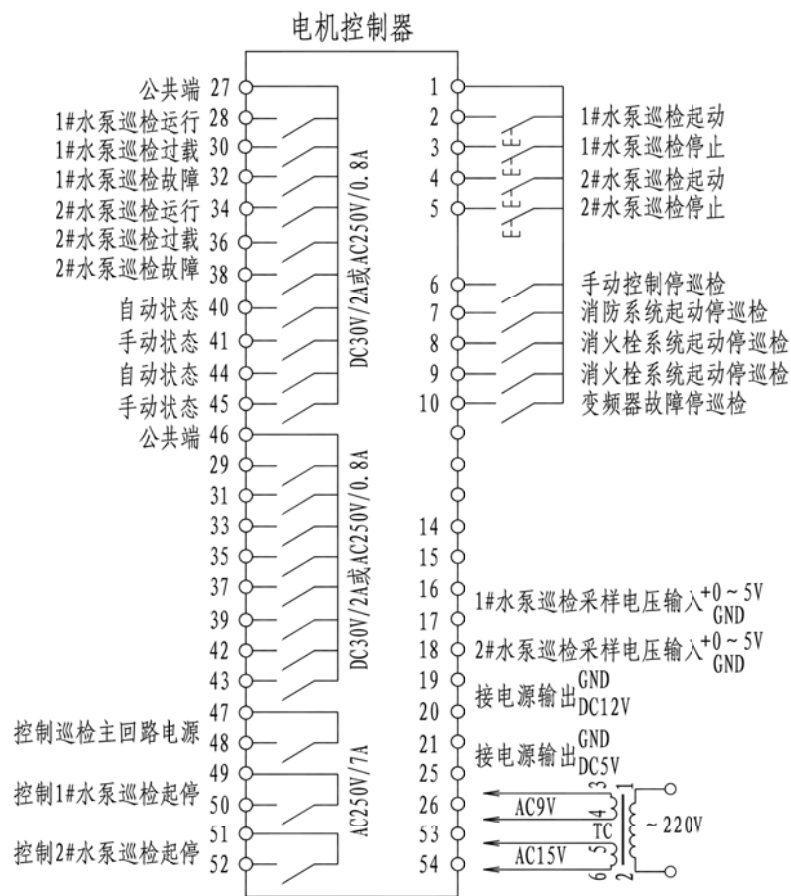 电机控制器
公共端 27
1#水泵巡检运行 28
1#水泵巡检过载 30
1#水泵巡检故障 32
2#水泵巡检运行 34
2#水泵巡检过载 36
2#水泵巡检故障 38
自动状态 40
手动状态 41
自动状态 44
手动状态 45
DC30V/2A或AC250V/0.8A
公共端 46
29
31
33
35
37
39
42
43
DC30V/2A或AC250V/0.8A
47
控制巡检主回路电源 48
49
控制1#水泵巡检起停 50
51
控制2#水泵巡检起停 52
AC250V/7A
1
2 1#水泵巡检起动
3 1#水泵巡检停止
4 2#水泵巡检起动
5 2#水泵巡检停止
6 手动控制停巡检
7 消防系统起动停巡检
8 消火栓系统起动停巡检
9 消火栓系统起动停巡检
10 变频器故障停巡检
14
15
16
1#水泵巡检采样电压输入 +0~5V
GND
17
18
2#水泵巡检采样电压输入 +0~5V
GND
19
接电源输出 GND
DC12V
20
21
接电源输出 GND
DC5V
25
26
AC9V
53
AC15V
54
3
4
TC
5
6
1
2
~220V